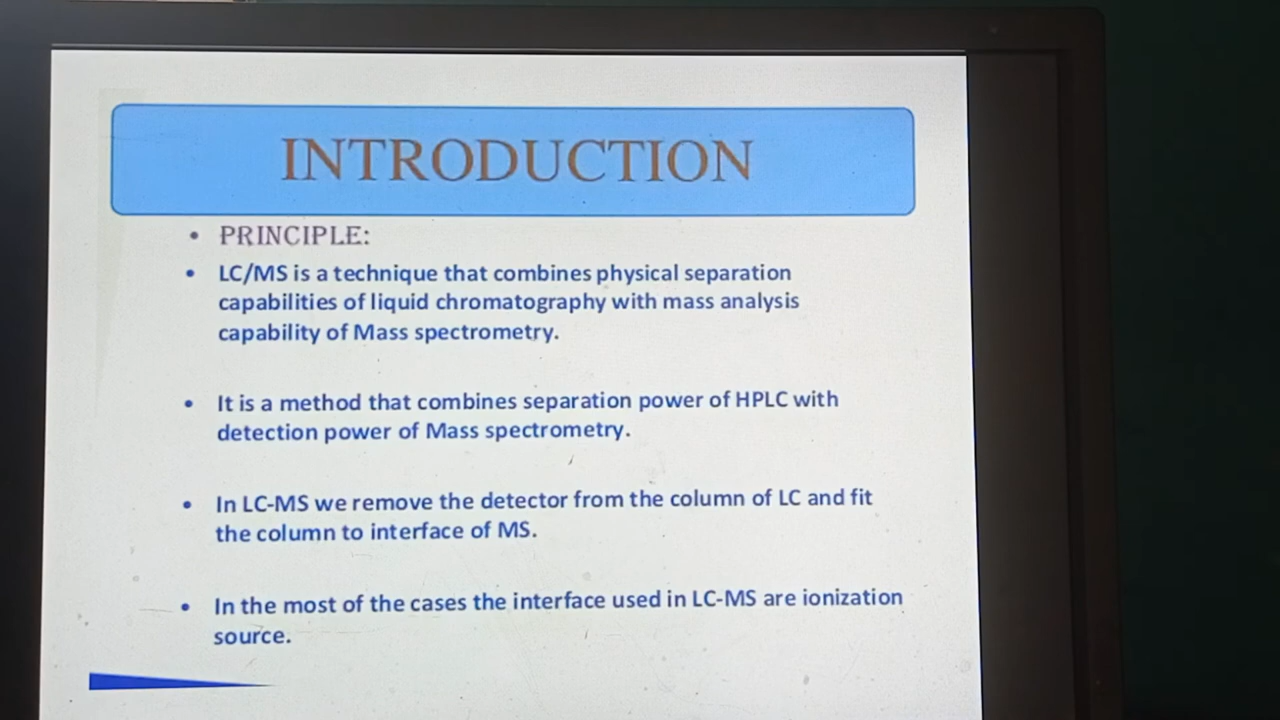 INTRODUCTION
• PRINCIPLE:
• LC/MS is a technique that combines physical separation
capabilities of liquid chromatography with mass analysis
capability of Mass spectrometry.
• It is a method that combines separation power of HPLC with
detection power of Mass spectrometry.
• In LC-MS we remove the detector from the column of LC and fit
the column to interface of MS.
• In the most of the cases the interface used in LC-MS are ionization
source.